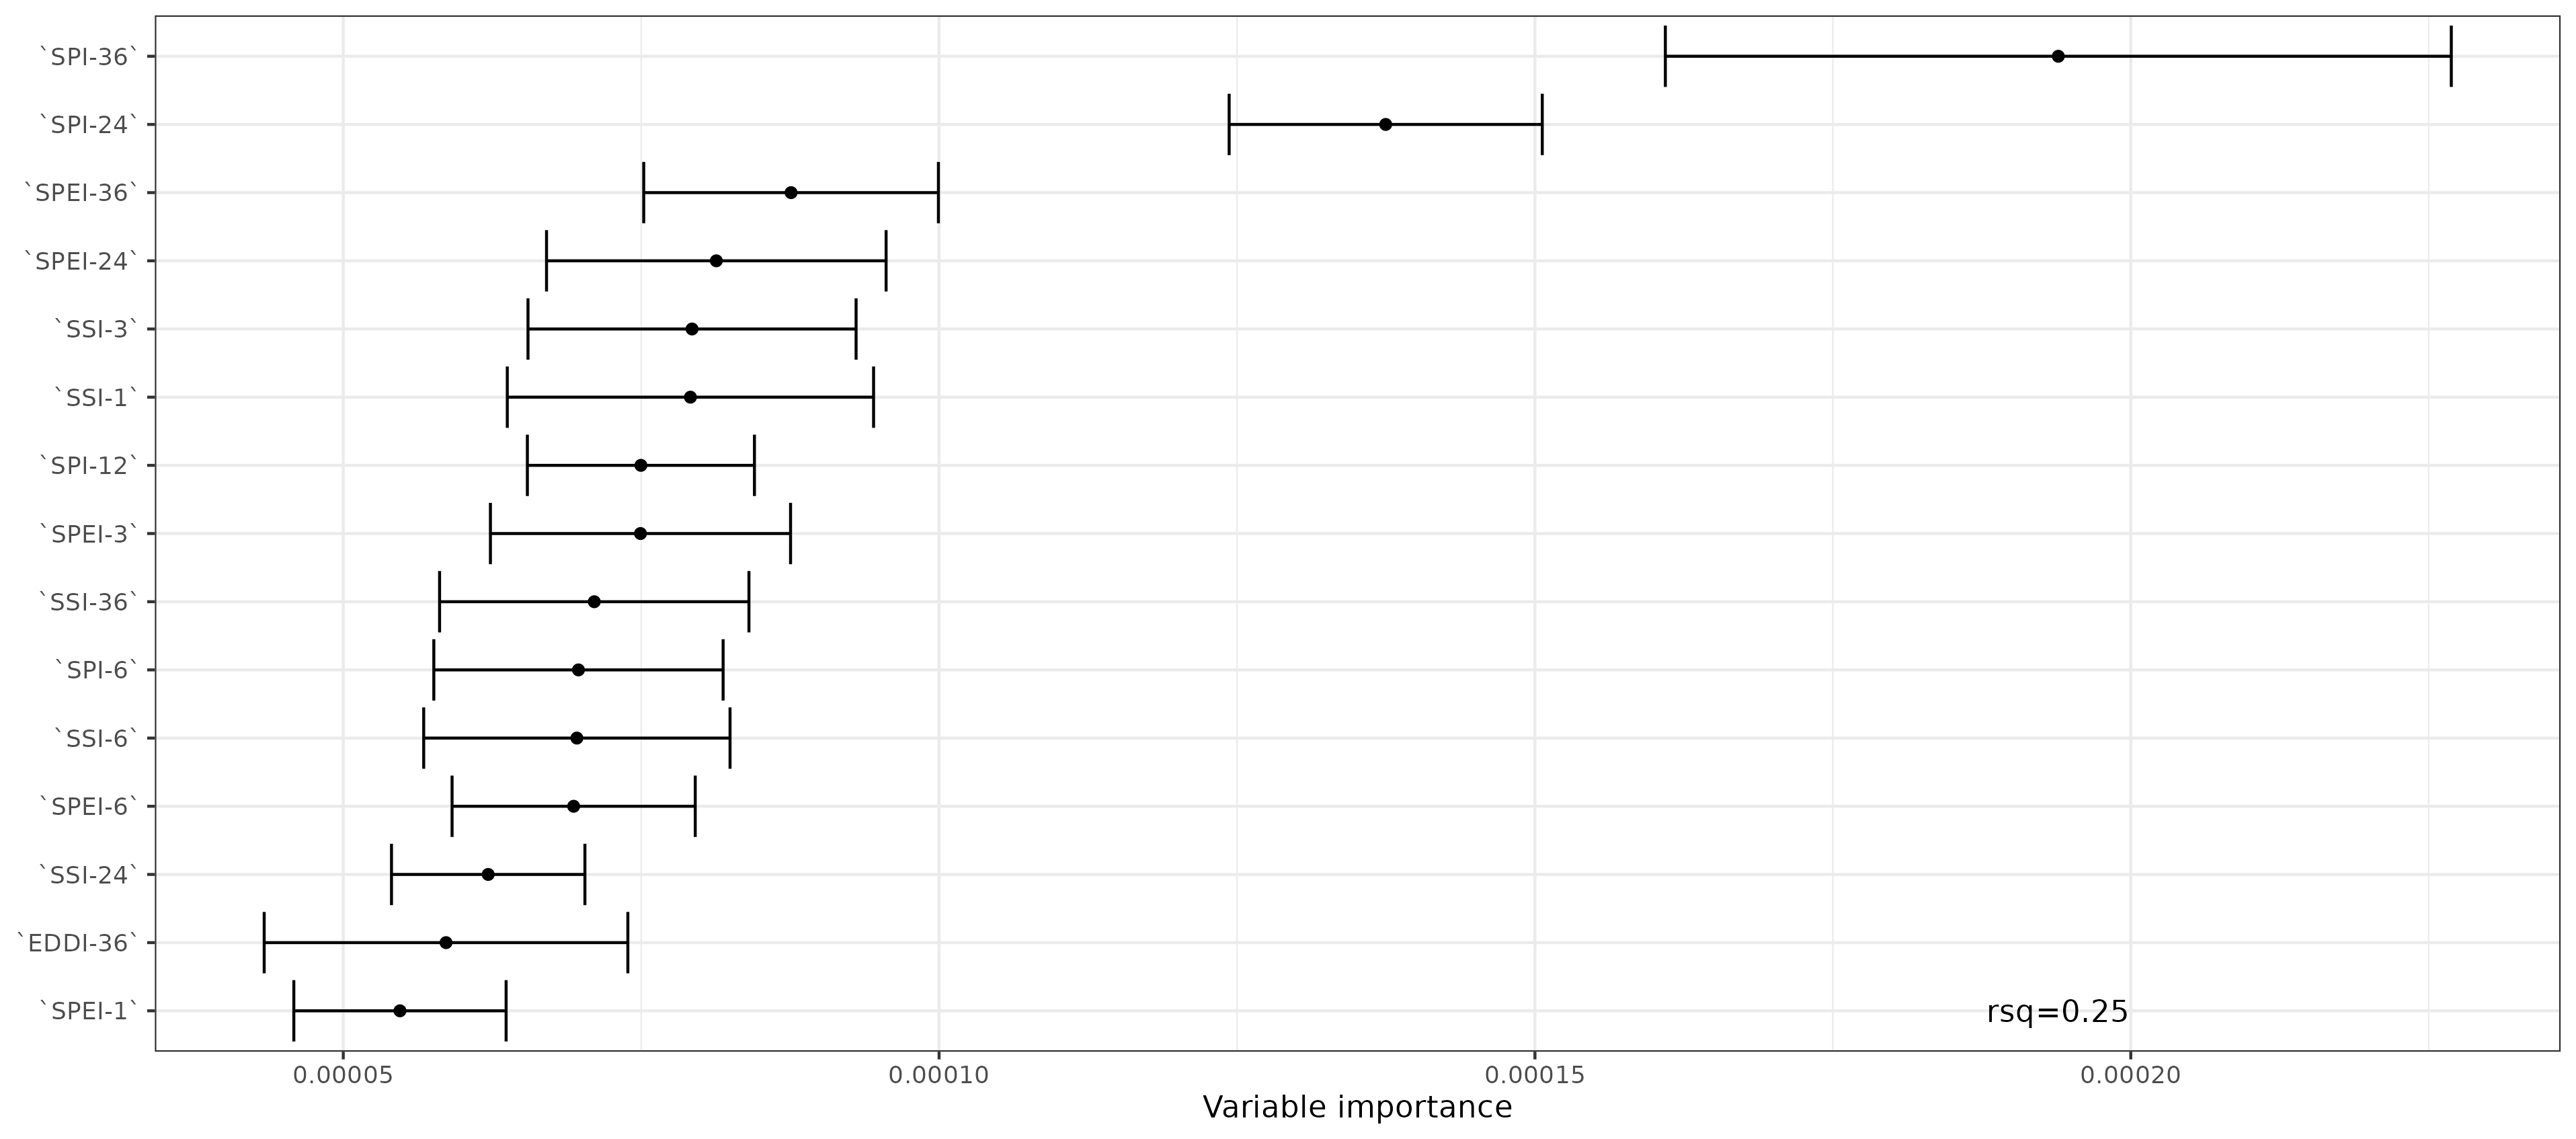 `SPI-36`
`SPI-24`
`SPEI-36`
`SPEI-24`
`SSI-3`
`SSI-1`
`SPI-12`
`SPEI-3`
`SSI-36`
`SPI-6`
`SSI-6`
`SPEI-6`
`SSI-24`
`EDDI-36`
`SPEI-1`
rsq=0.25
0.00005 0.00010 0.00015 0.00020
Variable importance